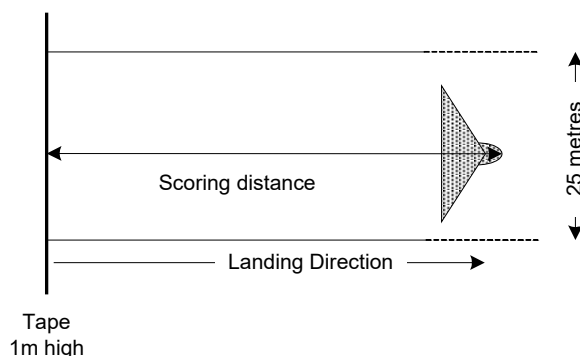 Scoring distance
25 metres
Landing Direction
Tape
1m high